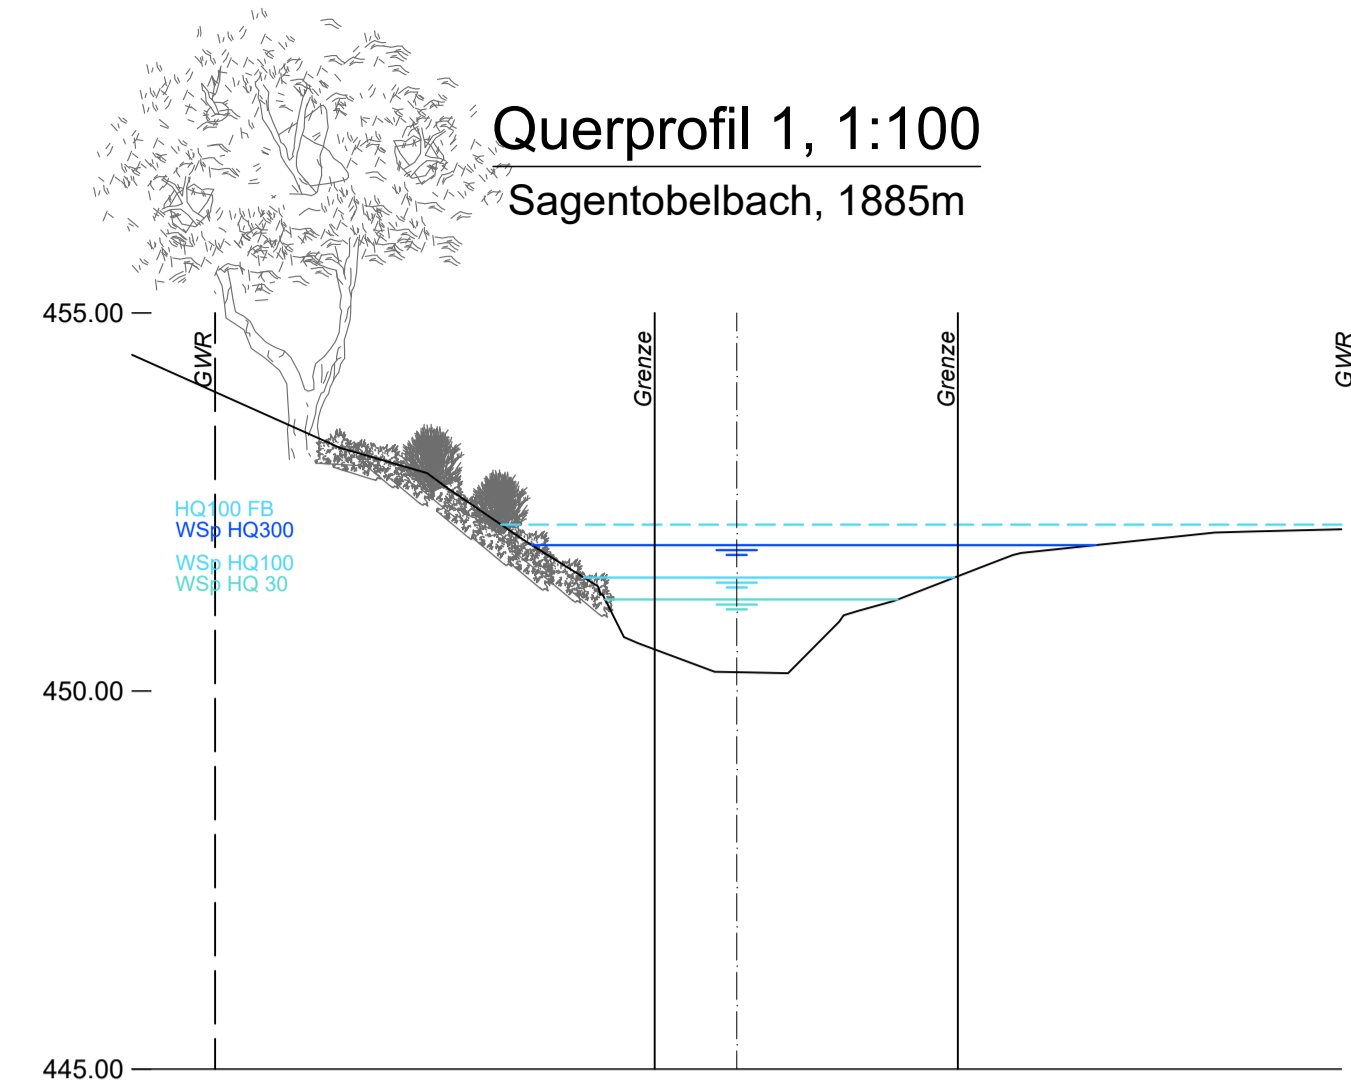 Querprofil 1, 1:100
Sagentobelbach, 1885m
455.00
GWR
Grenze
Grenze
GWR
HQ100 FB
WSp HQ300
WSp HQ100
WSp HQ 30
450.00
445.00